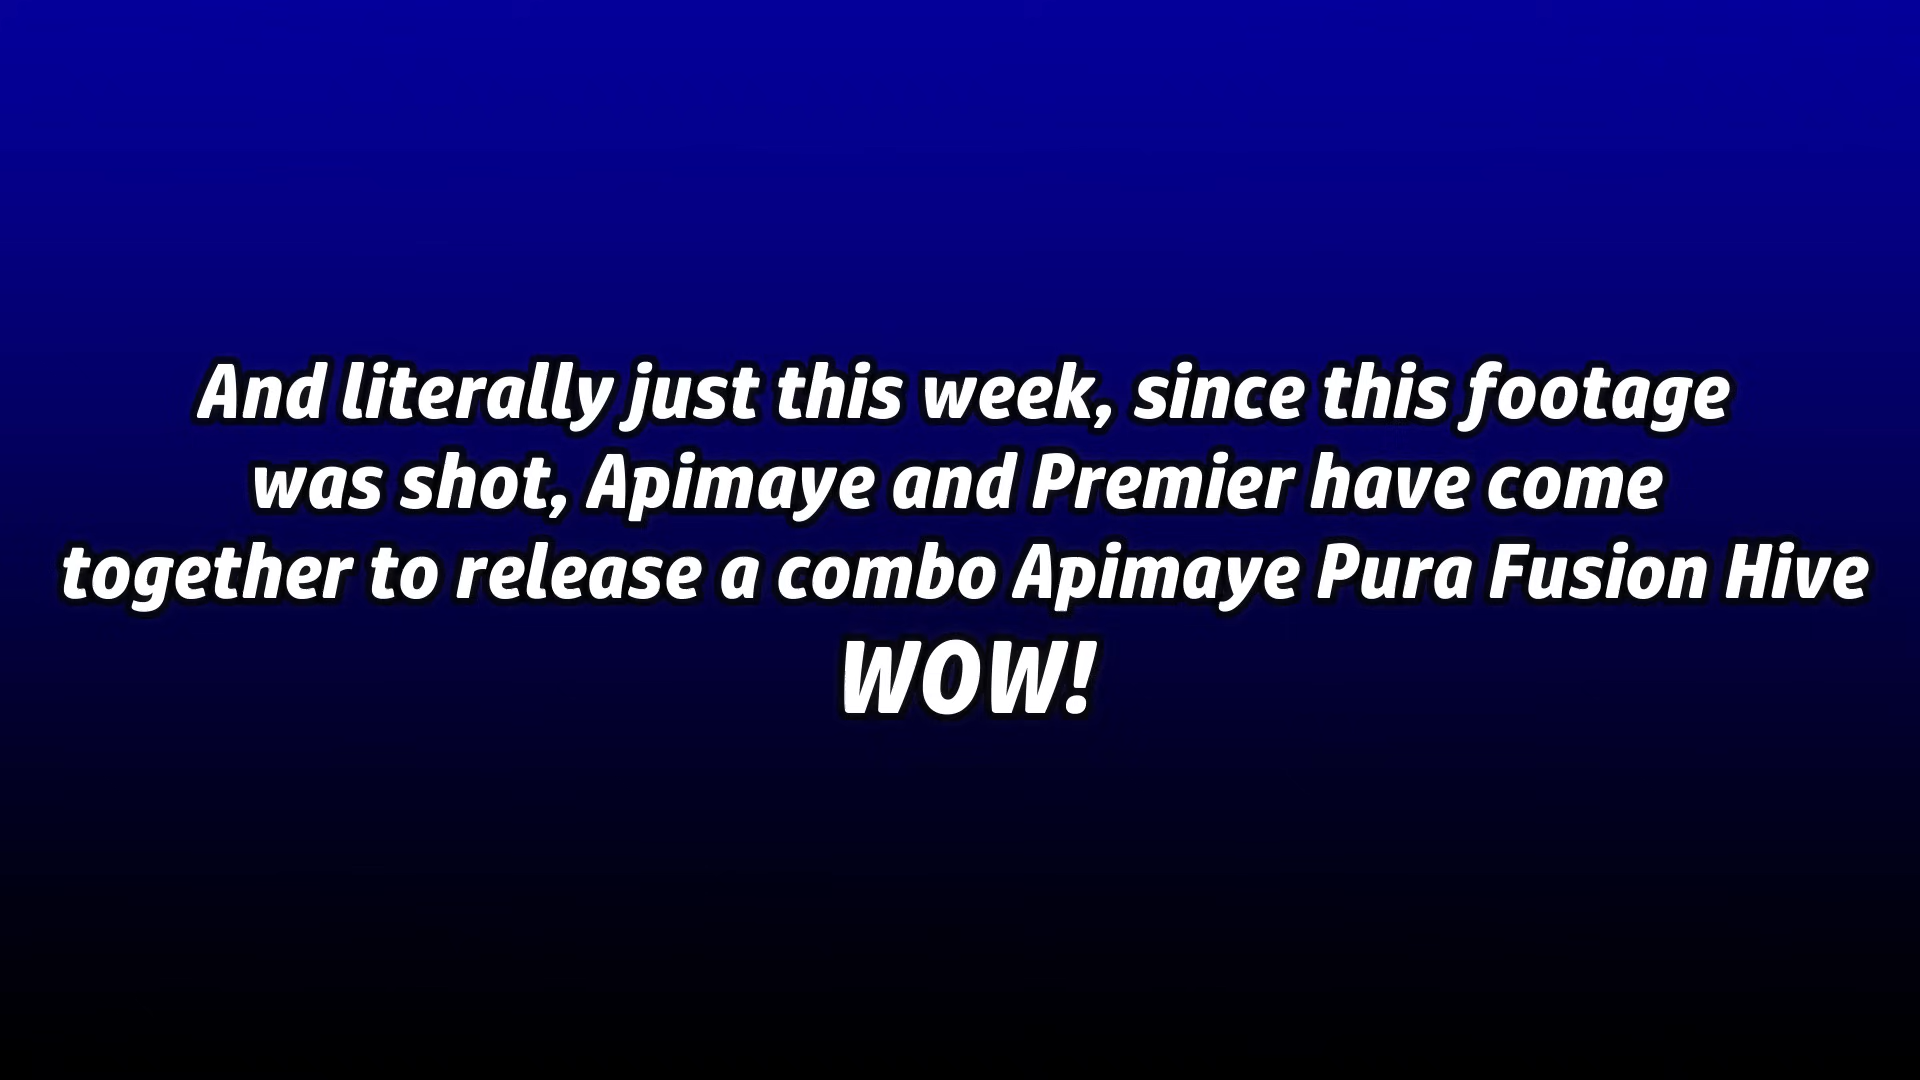 And literally just this week, since this footage
was shot, Apimaye and Premier have come
together to release a combo Apimaye Pura Fusion Hive
WOW!